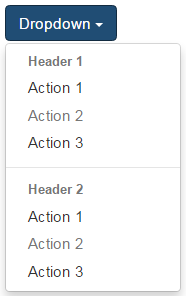 Dropdown
Header 1
Action 1
Action 2
Action 3
Header 2
Action 1
Action 2
Action 3